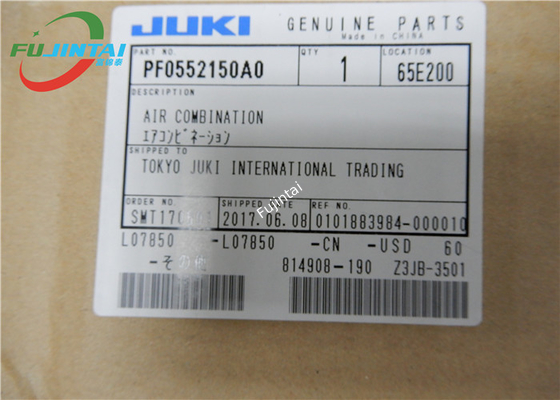 FUJINTAI
JUKI GENUINE PARTS
Made in CHINA
PART NO. QTY LOCATION
PF0552150A0 1 65E200
DESCRIPTION
AIR COMBINATION
エアコンビネーション
SHIPPED TO
TOKYO JUKI INTERNATIONAL TRADING
ORDER NO. SHIPPED DATE REF NO.
2017.06.08 0101883984-000010
L07850 -L07850 -CN -USD 60
-その他 814908-190 Z3JB-3501
Fujintai